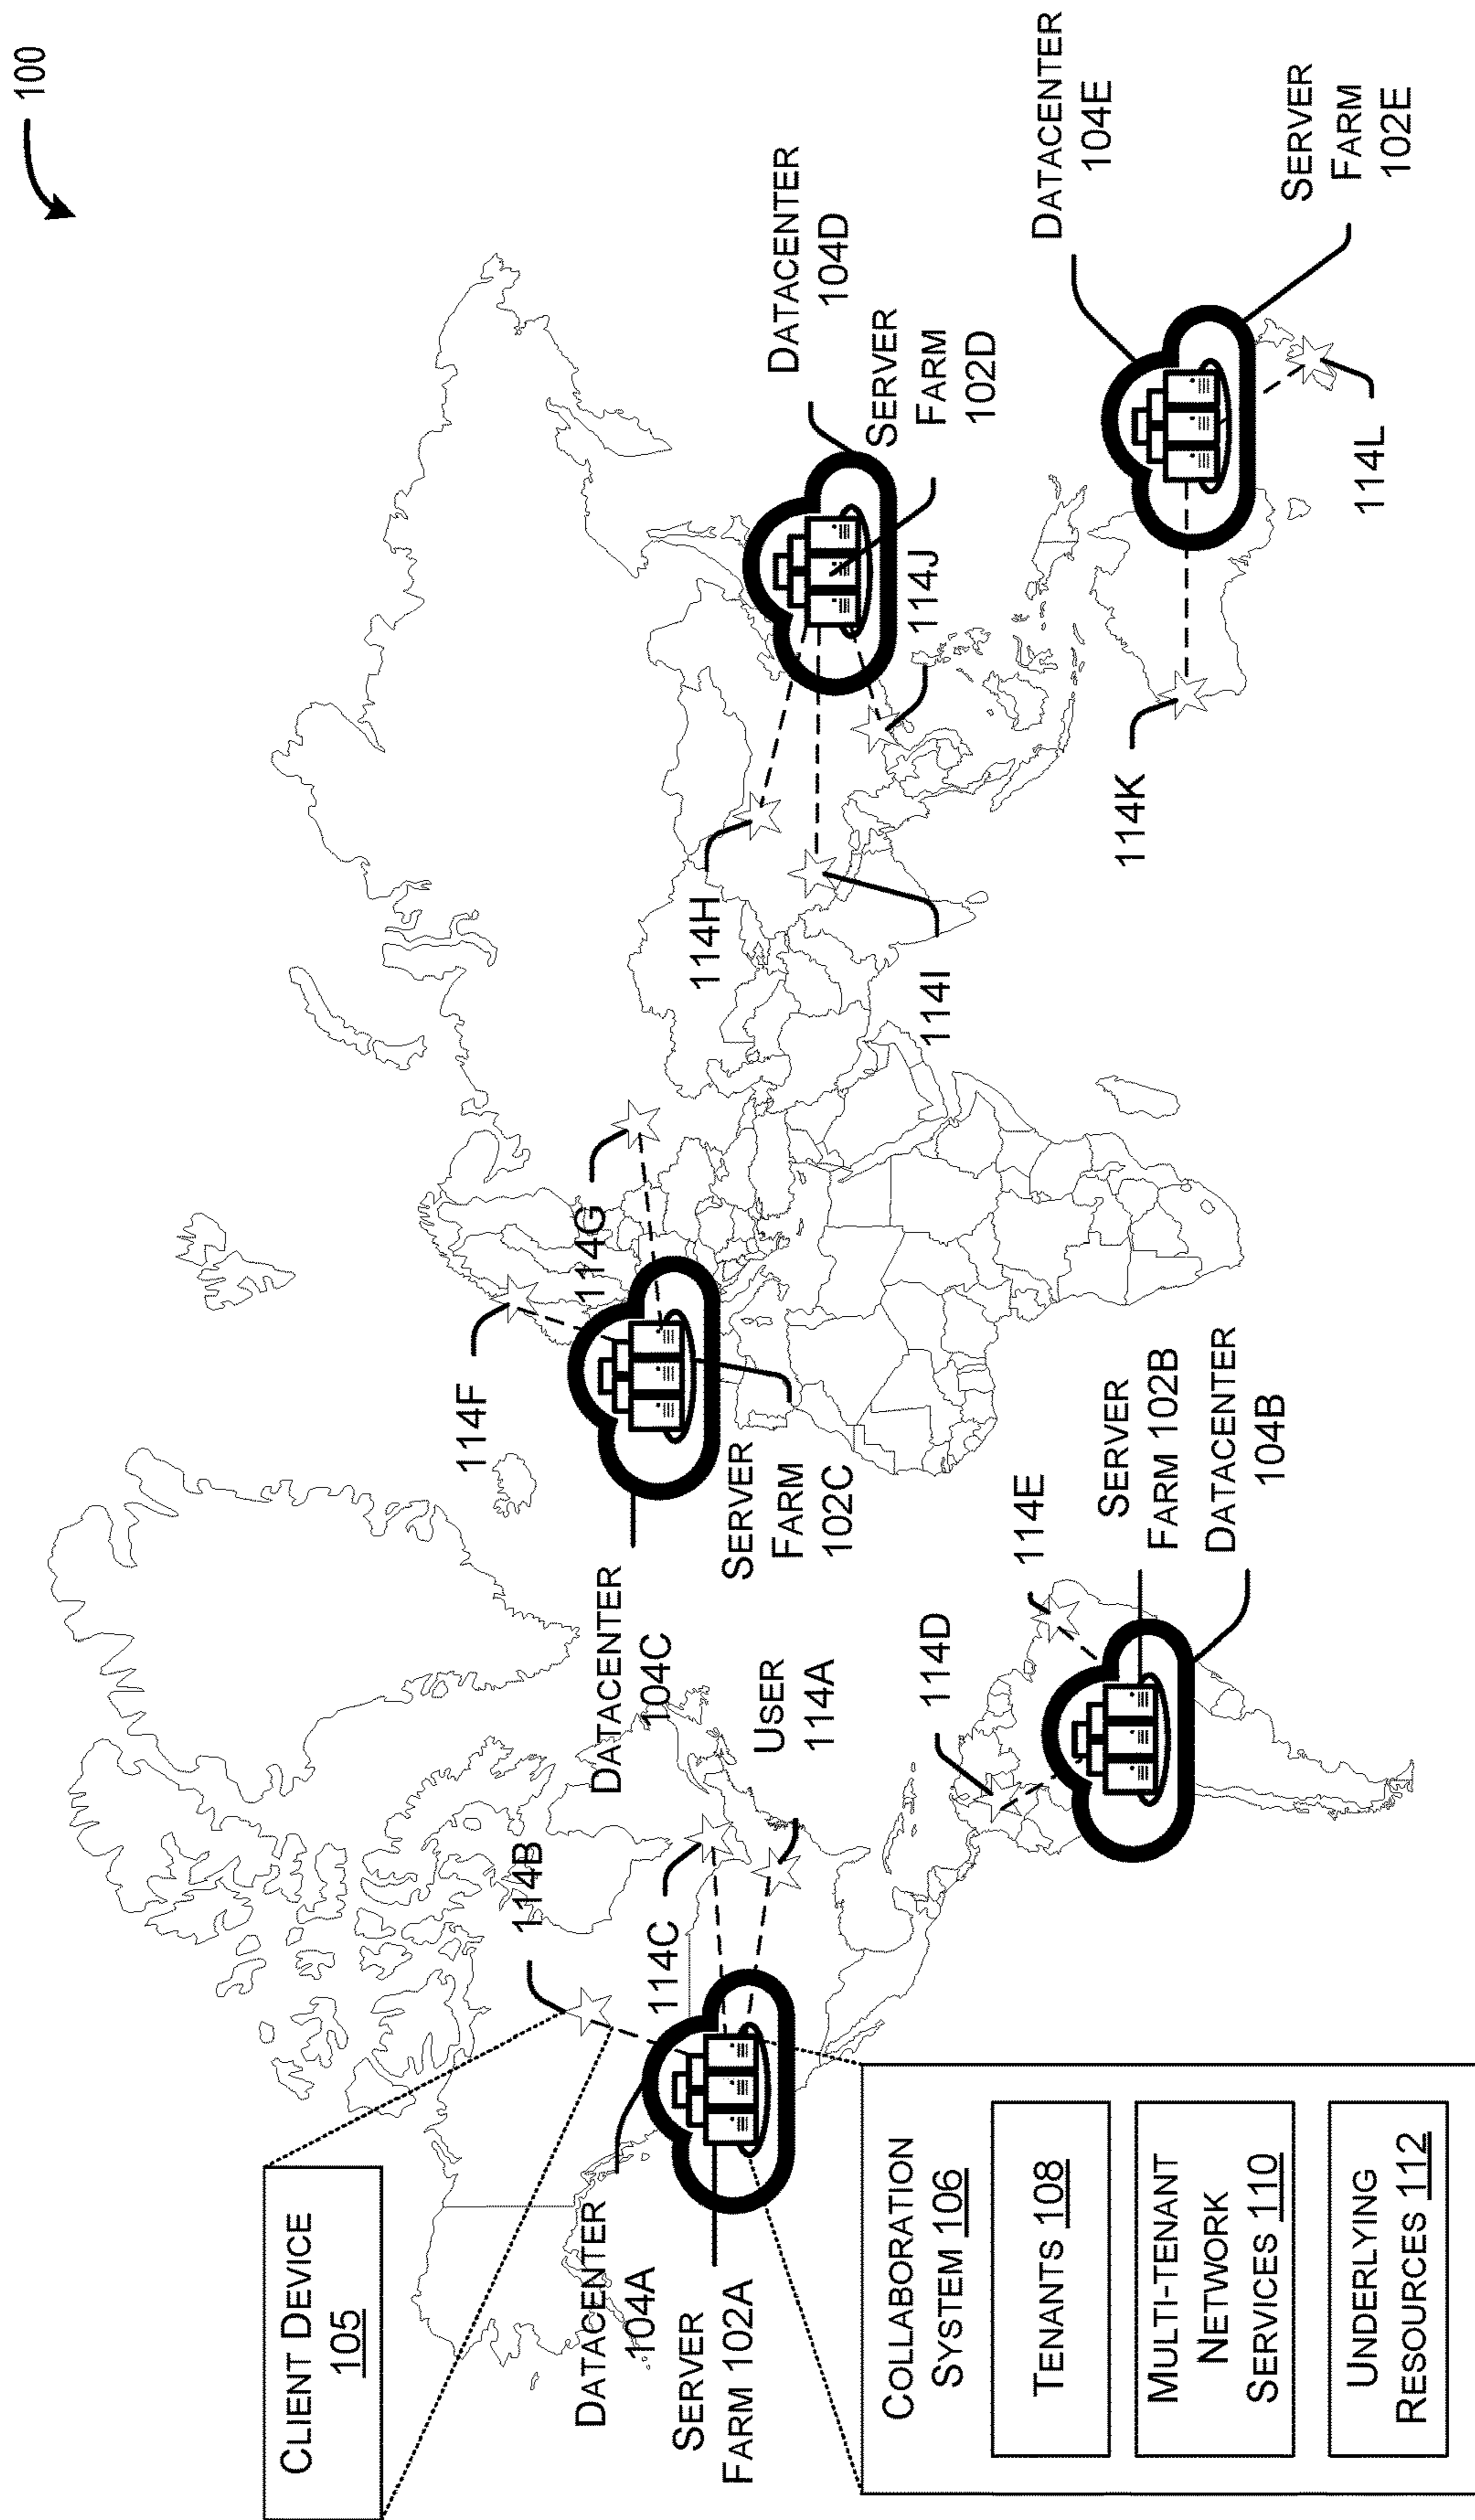 100
CLIENT DEVICE
105
114B
DATACENTER
104A
SERVER
FARM 102A
114C
USER
114A
COLLABORATION
SYSTEM 106
TENANTS 108
MULTI-TENANT
NETWORK
SERVICES 110
UNDERLYING
RESOURCES 112
114D
114E
SERVER
FARM 102B
DATACENTER
104B
DATACENTER
104C
SERVER
FARM
102C
114F
114G
114H
114I
114J
DATACENTER
104D
SERVER
FARM
102D
114K
DATACENTER
104E
SERVER
FARM
102E
114L